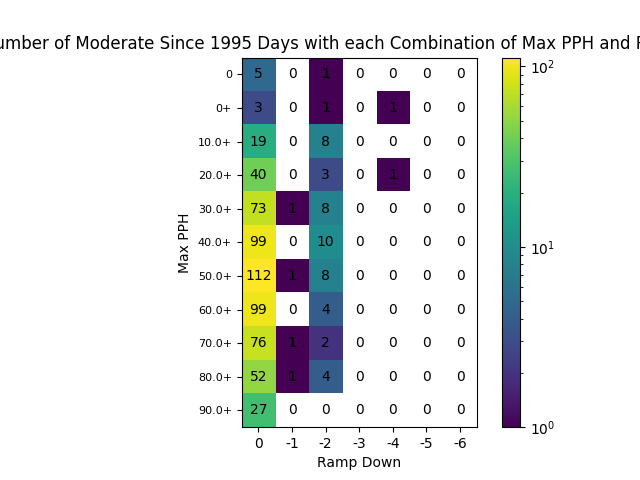 umber of Moderate Since 1995 Days with each Combination of Max PPH and
0 5 0 1 0 0 0 0
0+ 3 0 1 0 1 0 0
10.0+ 19 0 8 0 0 0 0
20.0+ 40 0 3 0 1 0 0
30.0+ 73 1 8 0 0 0 0
40.0+ 99 0 10 0 0 0 0
50.0+ 112 1 8 0 0 0 0
60.0+ 99 0 4 0 0 0 0
70.0+ 76 1 2 0 0 0 0
80.0+ 52 1 4 0 0 0 0
90.0+ 27 0 0 0 0 0 0
0 -1 -2 -3 -4 -5 -6
Ramp Down
Max PPH
10²
10¹
10⁰